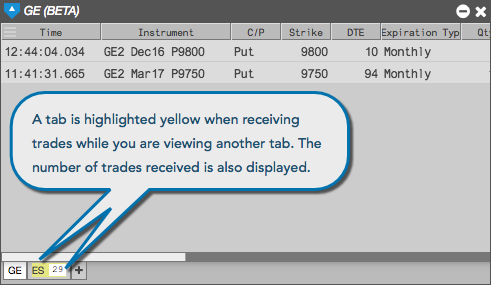 GE (BETA)
Time Instrument C/P Strike DTE Expiration Typ Qt
12:44:04.034 GE2 Dec16 P9800 Put 9800 10 Monthly
11:41:31.665 GE2 Mar17 P9750 Put 9750 94 Monthly
A tab is highlighted yellow when receiving
trades while you are viewing another tab. The
number of trades received is also displayed.
GE ES 29 +